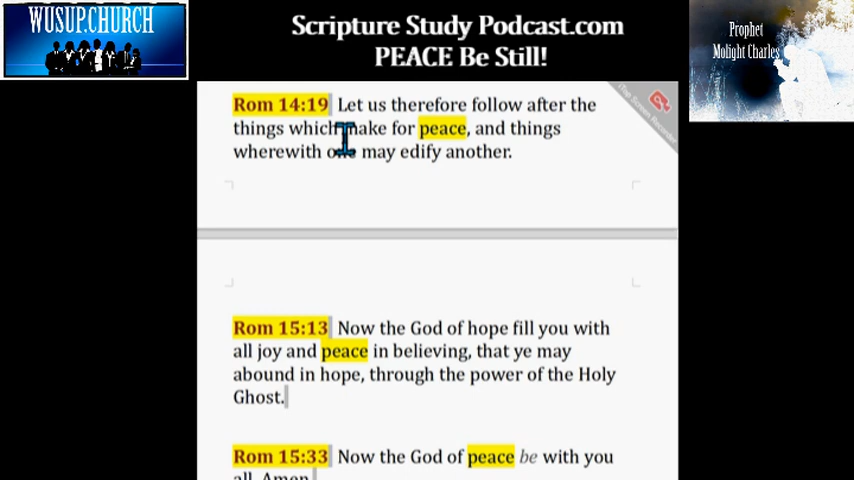 WUSUP.CHURCH
Scripture Study Podcast.com
PEACE Be Still!
Prophet
Molight Charles
iTop Screen Recorder
Rom 14:19 Let us therefore follow after the
things which make for peace, and things
wherewith one may edify another.
Rom 15:13 Now the God of hope fill you with
all joy and peace in believing, that ye may
abound in hope, through the power of the Holy
Ghost.
Rom 15:33 Now the God of peace be with you
all. Amen.